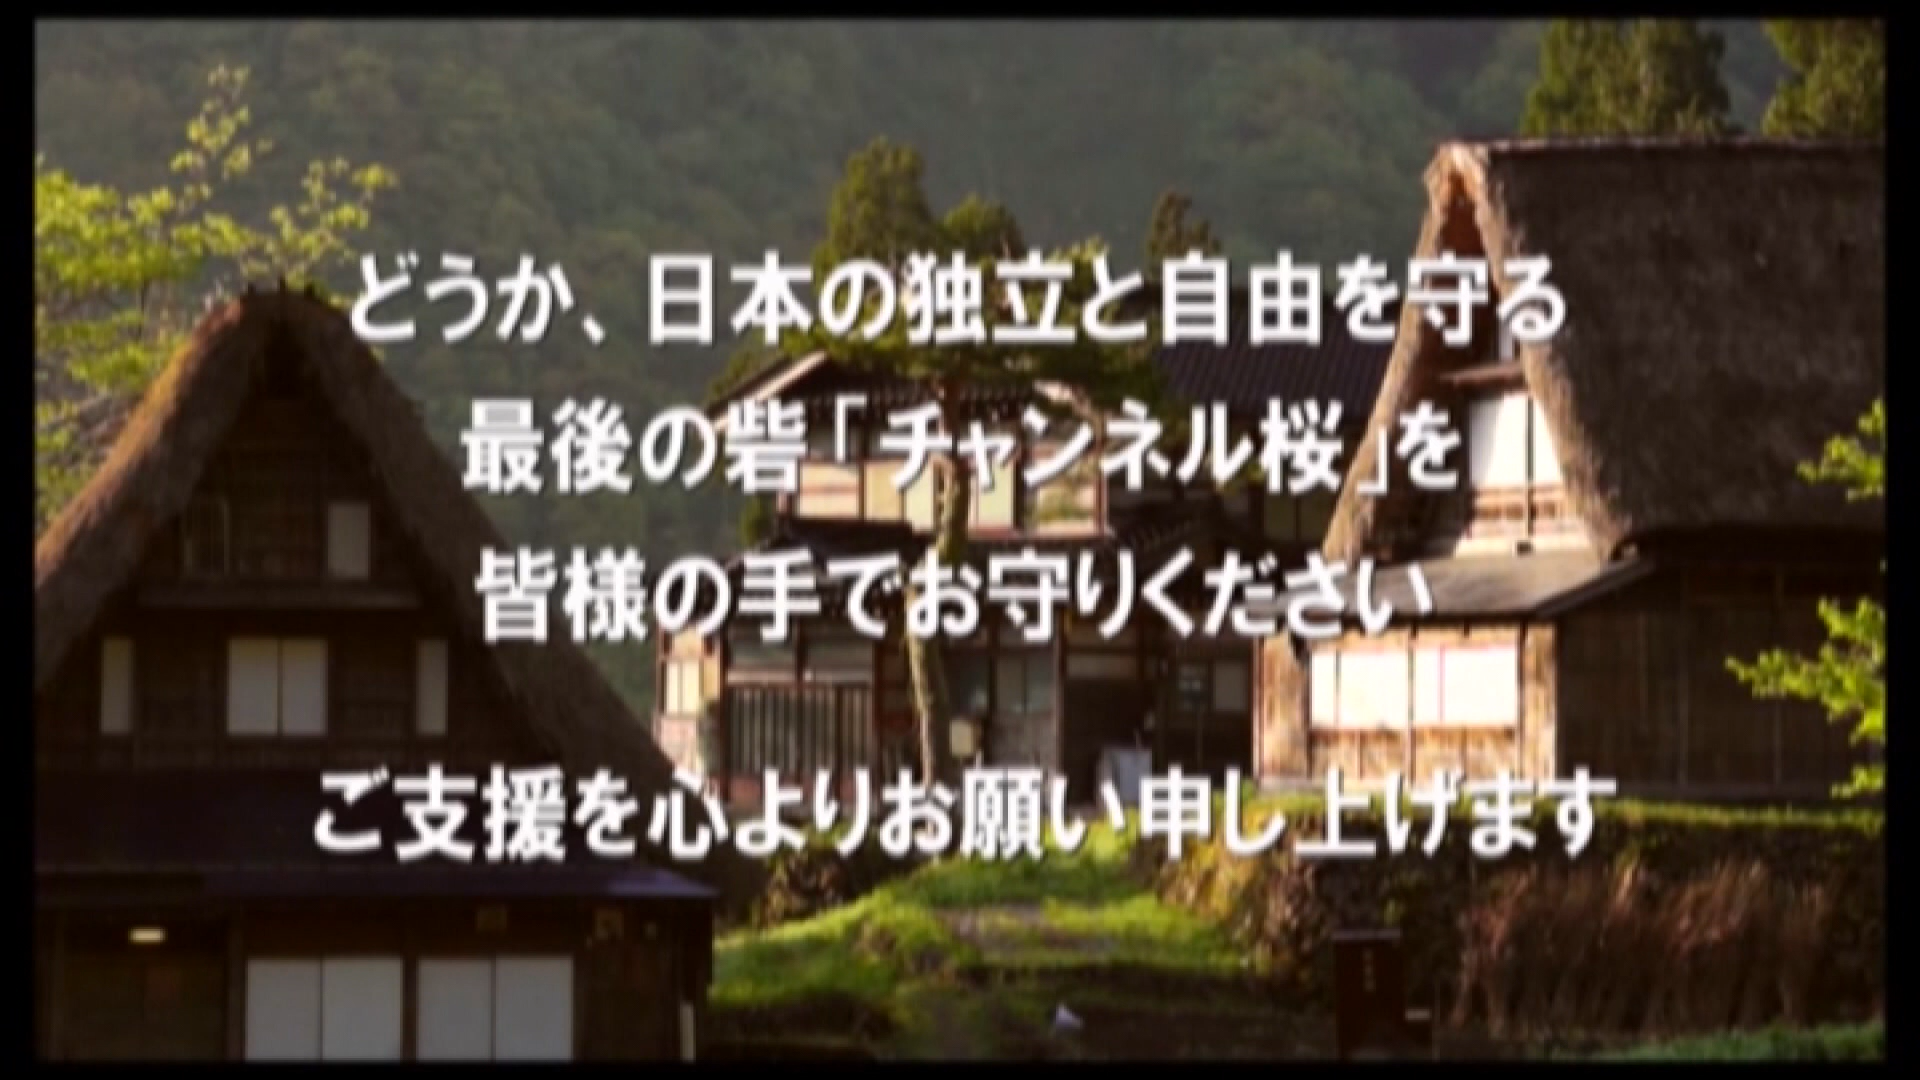 どうか、日本の独立と自由を守る
最後の砦「チャンネル桜」を
皆様の手でお守りください
ご支援を心よりお願い申し上げます